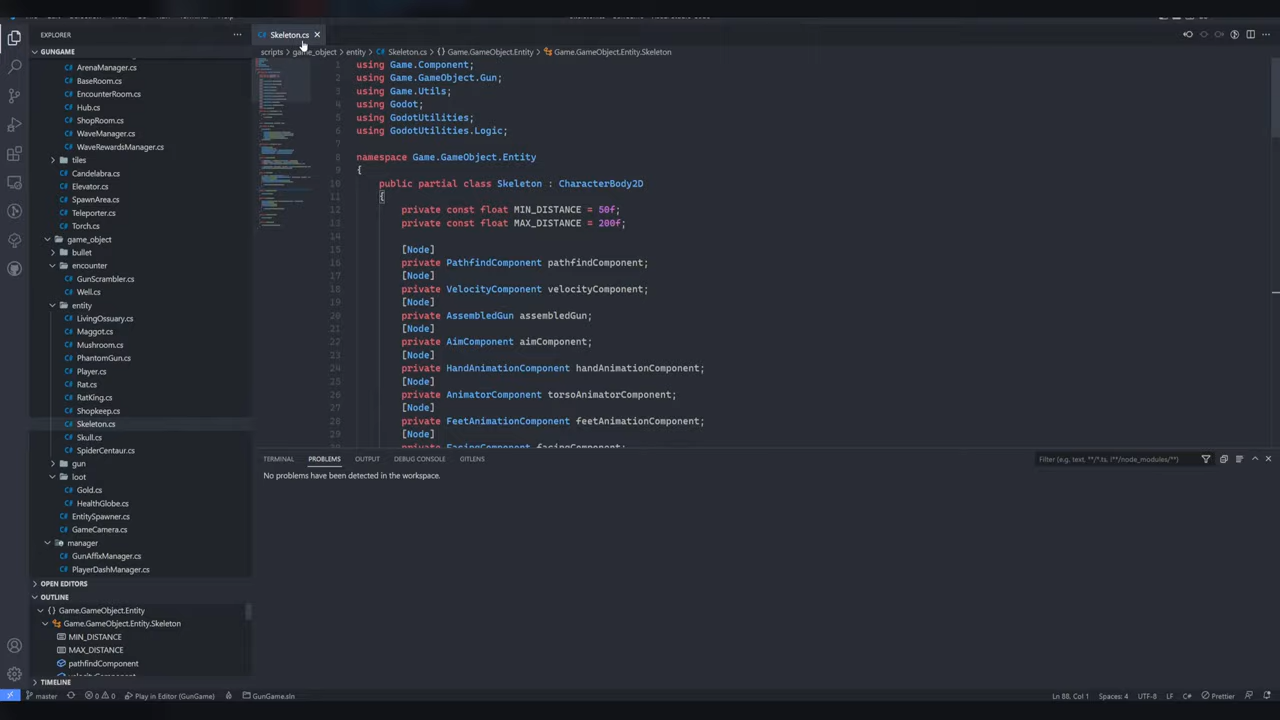 EXPLORER
GUNGAME
ArenaManager.cs
BaseRoom.cs
EncounterRoom.cs
Hub.cs
ShopRoom.cs
WaveManager.cs
WaveRewardsManager.cs
tiles
Candelabra.cs
Elevator.cs
SpawnArea.cs
Teleporter.cs
Torch.cs
game_object
bullet
encounter
GunScrambler.cs
Well.cs
entity
LivingOssuary.cs
Maggot.cs
Mushroom.cs
PhantomGun.cs
Player.cs
Rat.cs
RatKing.cs
Shopkeep.cs
Skeleton.cs
Skull.cs
SpiderCentaur.cs
gun
loot
Gold.cs
HealthGlobe.cs
EntitySpawner.cs
GameCamera.cs
manager
GunAffixManager.cs
PlayerDashManager.cs
OPEN EDITORS
OUTLINE
{} Game.GameObject.Entity
Game.GameObject.Entity.Skeleton
MIN_DISTANCE
MAX_DISTANCE
pathfindComponent
TIMELINE
C# Skeleton.cs
scripts > game_object > entity > C# Skeleton.cs > {} Game.GameObject.Entity > Game.GameObject.Entity.Skeleton
1 using Game.Component;
2 using Game.GameObject.Gun;
3 using Game.Utils;
4 using Godot;
5 using GodotUtilities;
6 using GodotUtilities.Logic;
7
8 namespace Game.GameObject.Entity
9 {
10 public partial class Skeleton : CharacterBody2D
11 {
12 private const float MIN_DISTANCE = 50f;
13 private const float MAX_DISTANCE = 200f;
14
15 [Node]
16 private PathfindComponent pathfindComponent;
17 [Node]
18 private VelocityComponent velocityComponent;
19 [Node]
20 private AssembledGun assembledGun;
21 [Node]
22 private AimComponent aimComponent;
23 [Node]
24 private HandAnimationComponent handAnimationComponent;
25 [Node]
26 private AnimatorComponent torsoAnimatorComponent;
27 [Node]
28 private FeetAnimationComponent feetAnimationComponent;
29 [Node]
30 private FacingComponent facingComponent;
TERMINAL PROBLEMS OUTPUT DEBUG CONSOLE GITLENS
Filter (e.g. text, **/*.ts, !**/node_modules/**)
No problems have been detected in the workspace.
master 0 0 Play in Editor (GunGame) GunGame.sln
Ln 88, Col 1 Spaces: 4 UTF-8 LF C# Prettier